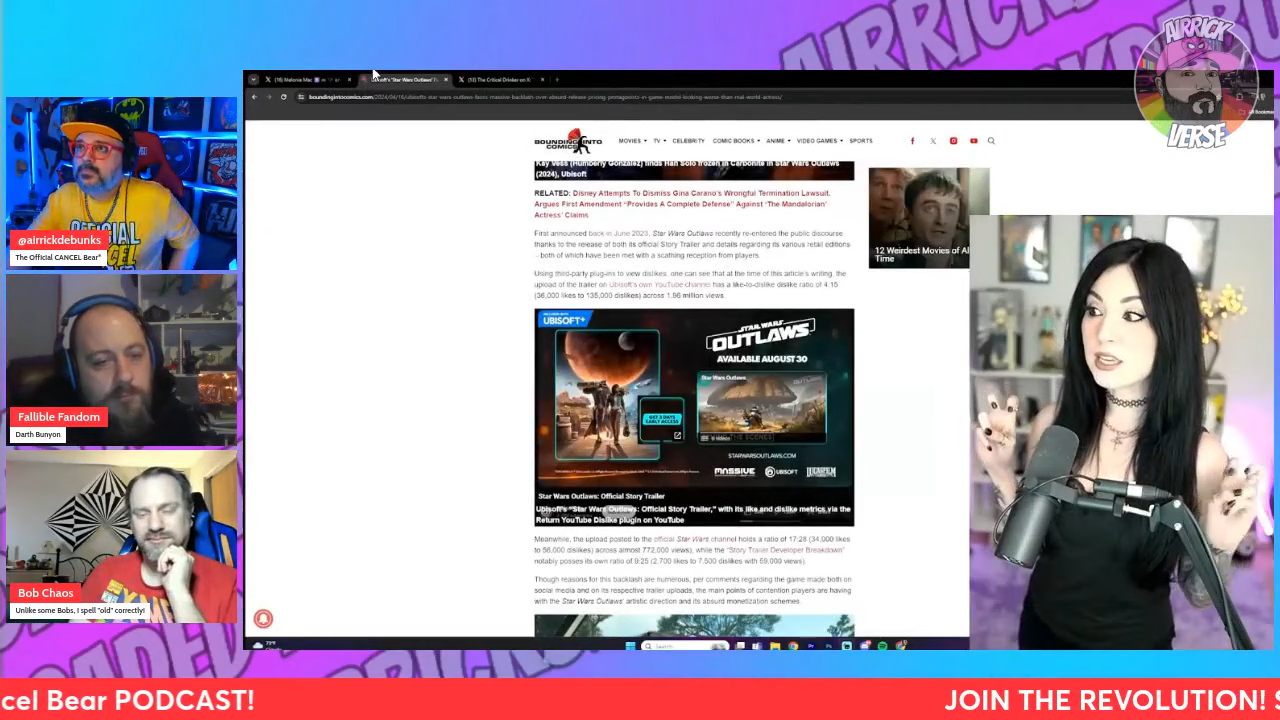 AIRRICK
VERSE
@airrickdebunks
The Official CANCEL Bear*
Fallible Fandom
Darth Bunyon
Bob Chaos
Unlike some Bobs, I spell "old" correctly!
BOUNDING INTO
COMICS
MOVIES
TV
CELEBRITY
COMIC BOOKS
ANIME
VIDEO GAMES
SPORTS
Kay Vess (Humberly González) finds Han Solo frozen in Carbonite in Star Wars Outlaws
(2024), Ubisoft
RELATED: Disney Attempts To Dismiss Gina Carano's Wrongful Termination Lawsuit,
Argues First Amendment "Provides A Complete Defense" Against 'The Mandalorian'
Actress' Claims
First announced back in June 2023, Star Wars Outlaws recently re-entered the public discourse
thanks to the release of both its official Story Trailer and details regarding its various retail editions
- both of which have been met with a scathing reception from players.
Using third-party plug-ins to view dislikes, one can see that at the time of this article's writing, the
upload of the trailer on Ubisoft's own YouTube channel has a like-to-dislike dislike ratio of 4:15
(36,000 likes to 135,000 dislikes) across 1.96 million views.
UBISOFT+
STAR WARS
OUTLAWS
AVAILABLE AUGUST 30
Star Wars Outlaws
GET 3 DAYS
EARLY ACCESS
STARWARSOUTLAWS.COM
MASSIVE
UBISOFT
LUCASFILM
GAMES
Star Wars Outlaws: Official Story Trailer
Ubisoft's "Star Wars Outlaws: Official Story Trailer," with its like and dislike metrics via the
Return YouTube Dislike plugin on YouTube
Meanwhile, the upload posted to the official Star Wars channel holds a ratio of 17:28 (34,000 likes
to 56,000 dislikes) across almost 772,000 views), while the "Story Trailer Developer Breakdown"
notably posses its own ratio of 9:25 (2,700 likes to 7,500 dislikes with 59,000 views).
Though reasons for this backlash are numerous, per comments regarding the game made both on
social media and on its respective trailer uploads, the main points of contention players are having
with the Star Wars Outlaws' artistic direction and its absurd monetization schemes.
12 Weirdest Movies of All
Time
Search
cel Bear PODCAST!
JOIN THE REVOLUTION!